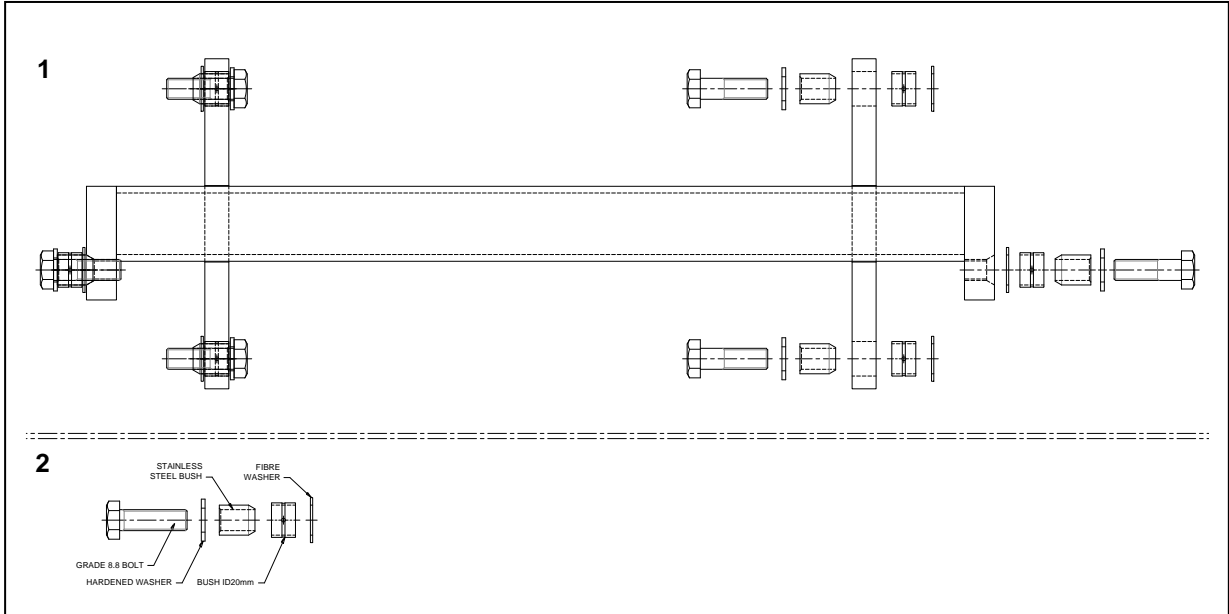 1
2
STAINLESS
STEEL BUSH
FIBRE
WASHER
GRADE 8.8 BOLT
HARDENED WASHER
BUSH ID20mm